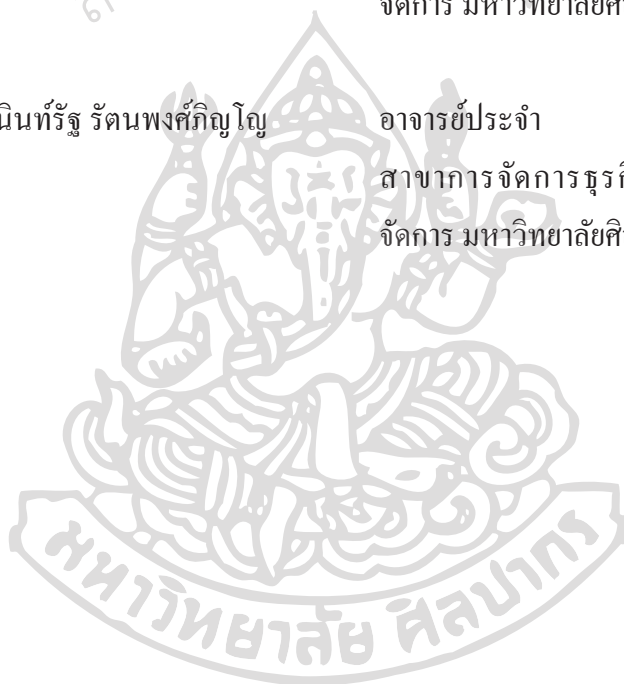 จัดการ มหาวิทยาลัยศิ
นินท์รัฐ รัตนพงศ์ภิญโญ อาจารย์ประจำ
สาขาการจัดการธุรกิ
จัดการ มหาวิทยาลัยศิ
มหาวิทยาลัย ศิลปากร